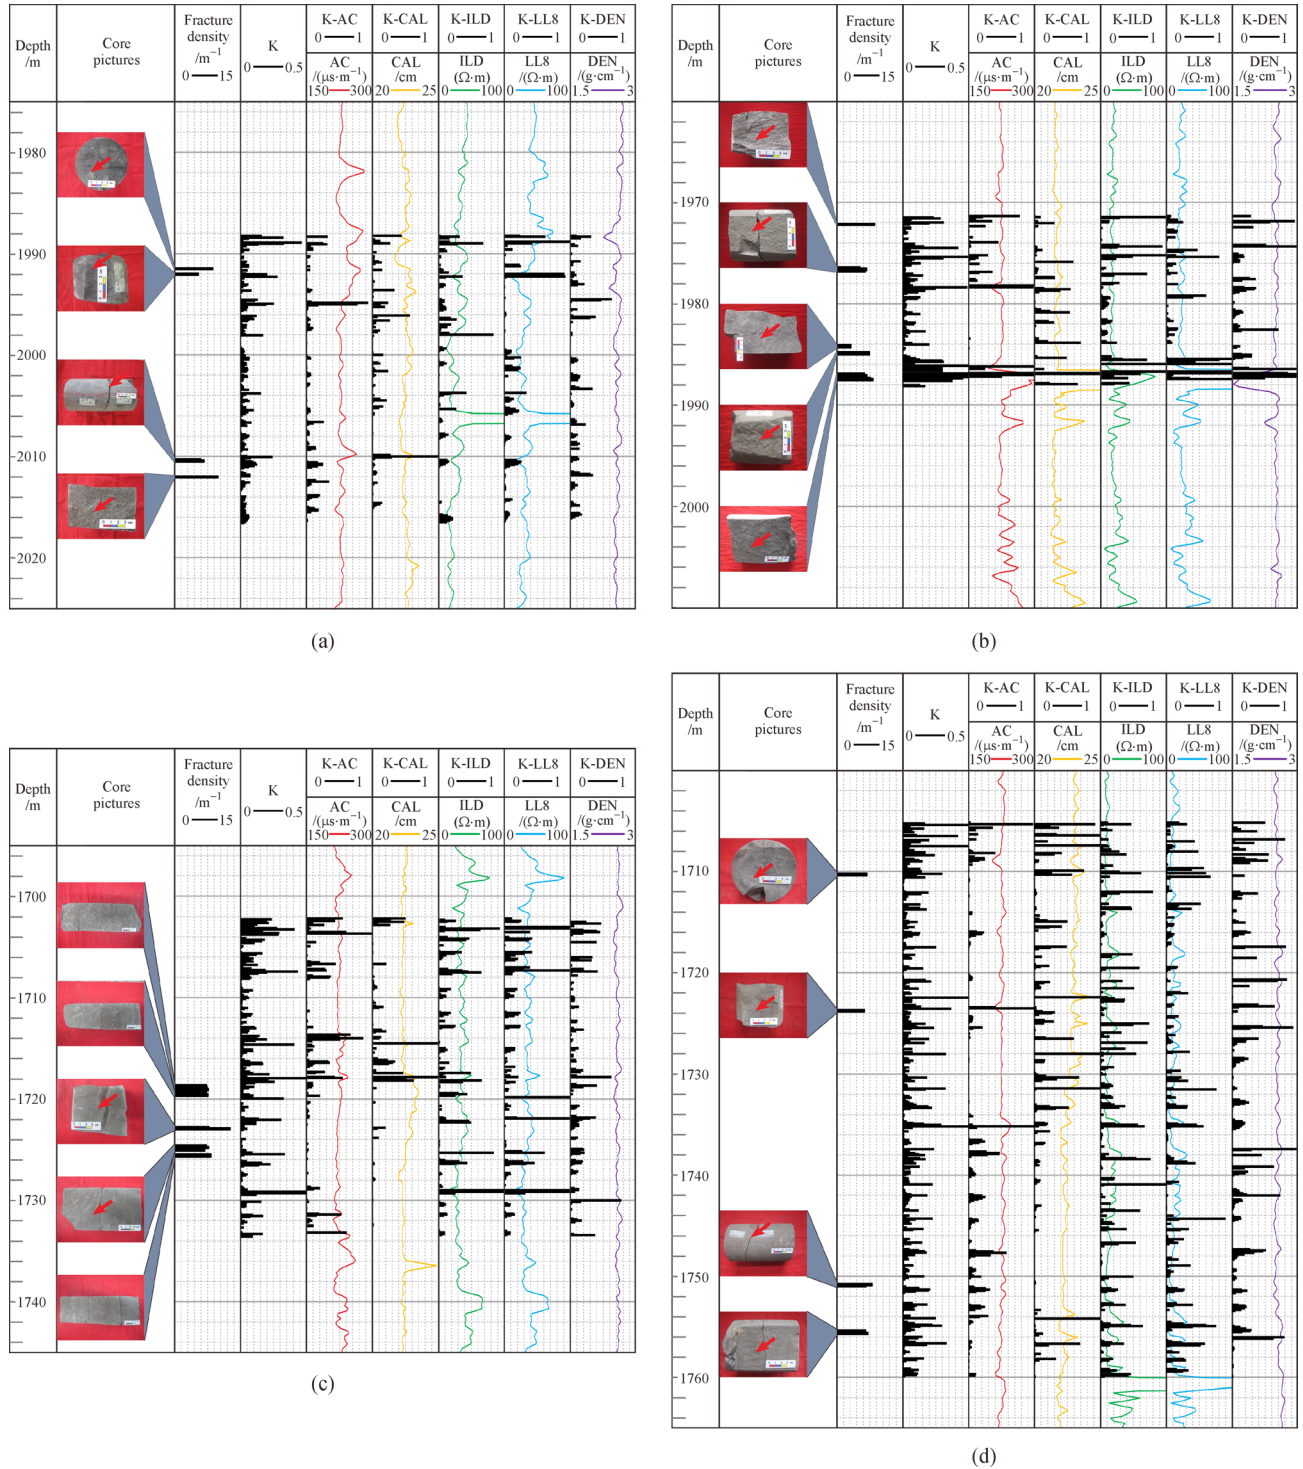 Depth
/m
Core
pictures
Fracture
density
/m⁻¹
0 15
K
0 0.5
K-AC
0 1
AC
/(μs·m⁻¹)
150 300
K-CAL
0 1
CAL
/cm
20 25
K-ILD
0 1
ILD
(Ω·m)
0 100
K-LL8
0 1
LL8
/(Ω·m)
0 100
K-DEN
0 1
DEN
/(g·cm⁻¹)
1.5 3
1980
1990
2000
2010
2020
(a)
Depth
/m
Core
pictures
Fracture
density
/m⁻¹
0 15
K
0 0.5
K-AC
0 1
AC
/(μs·m⁻¹)
150 300
K-CAL
0 1
CAL
/cm
20 25
K-ILD
0 1
ILD
(Ω·m)
0 100
K-LL8
0 1
LL8
/(Ω·m)
0 100
K-DEN
0 1
DEN
/(g·cm⁻¹)
1.5 3
1970
1980
1990
2000
(b)
Depth
/m
Core
pictures
Fracture
density
/m⁻¹
0 15
K
0 0.5
K-AC
0 1
AC
/(μs·m⁻¹)
150 300
K-CAL
0 1
CAL
/cm
20 25
K-ILD
0 1
ILD
(Ω·m)
0 100
K-LL8
0 1
LL8
/(Ω·m)
0 100
K-DEN
0 1
DEN
/(g·cm⁻¹)
1.5 3
1700
1710
1720
1730
1740
(c)
Depth
/m
Core
pictures
Fracture
density
/m⁻¹
0 15
K
0 0.5
K-AC
0 1
AC
/(μs·m⁻¹)
150 300
K-CAL
0 1
CAL
/cm
20 25
K-ILD
0 1
ILD
(Ω·m)
0 100
K-LL8
0 1
LL8
/(Ω·m)
0 100
K-DEN
0 1
DEN
/(g·cm⁻¹)
1.5 3
1710
1720
1730
1740
1750
1760
(d)